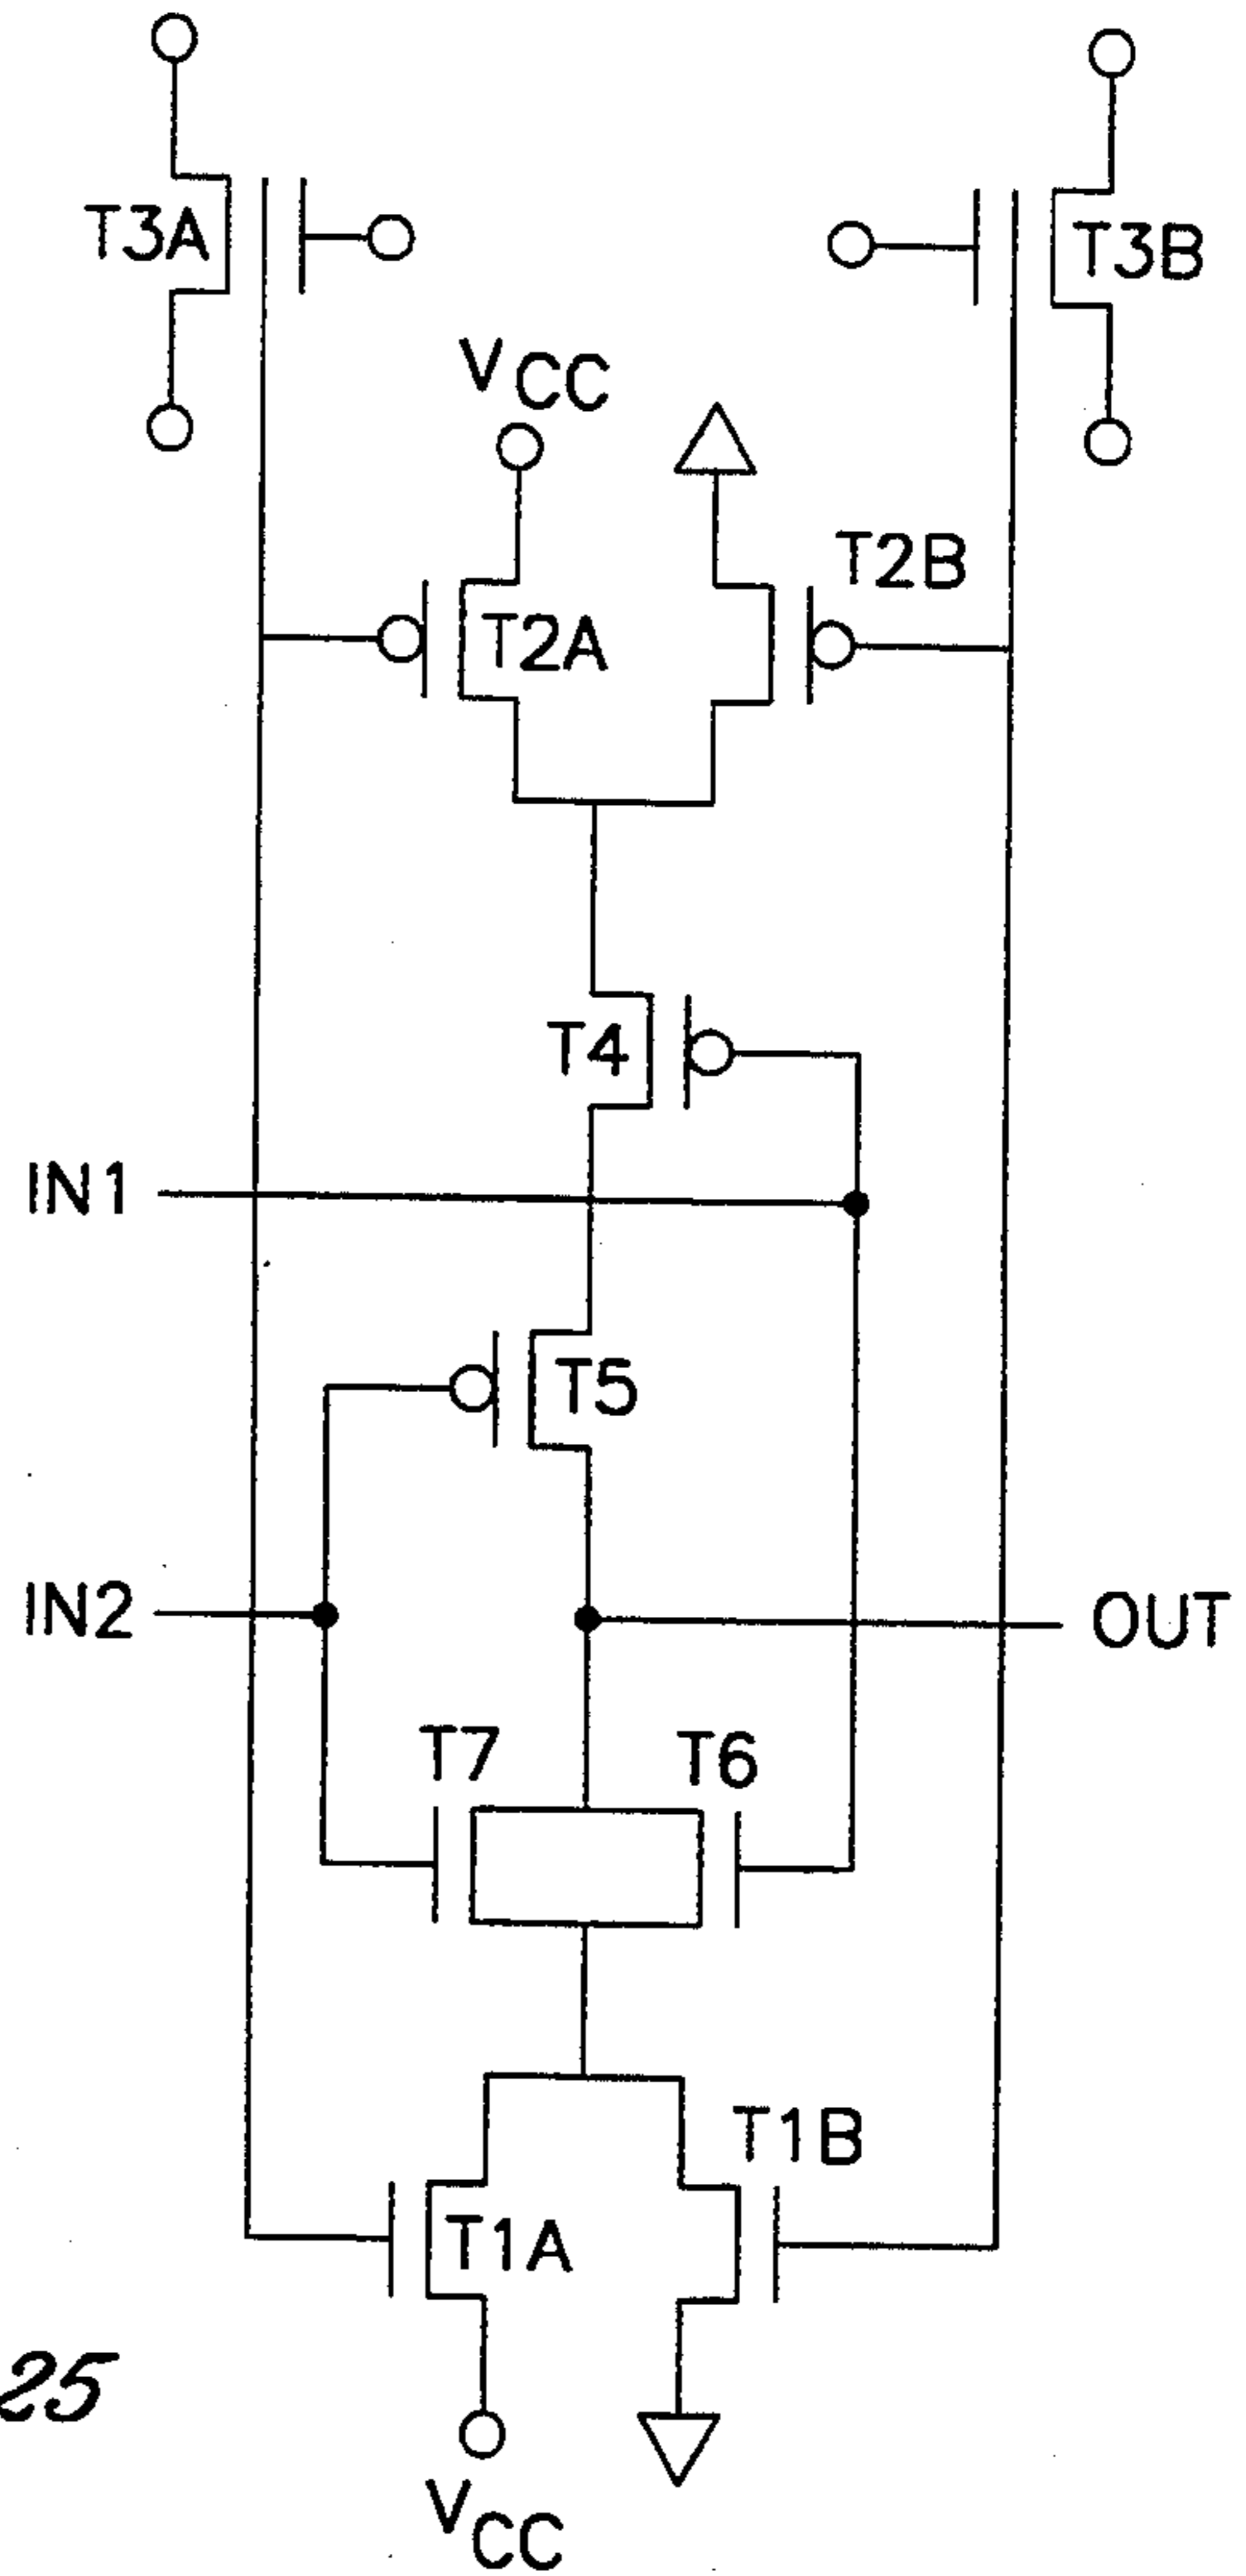 T3A
T3B
VCC
T2B
T2A
T4
IN1
T5
IN2
OUT
T7
T6
T1B
T1A
25
VCC